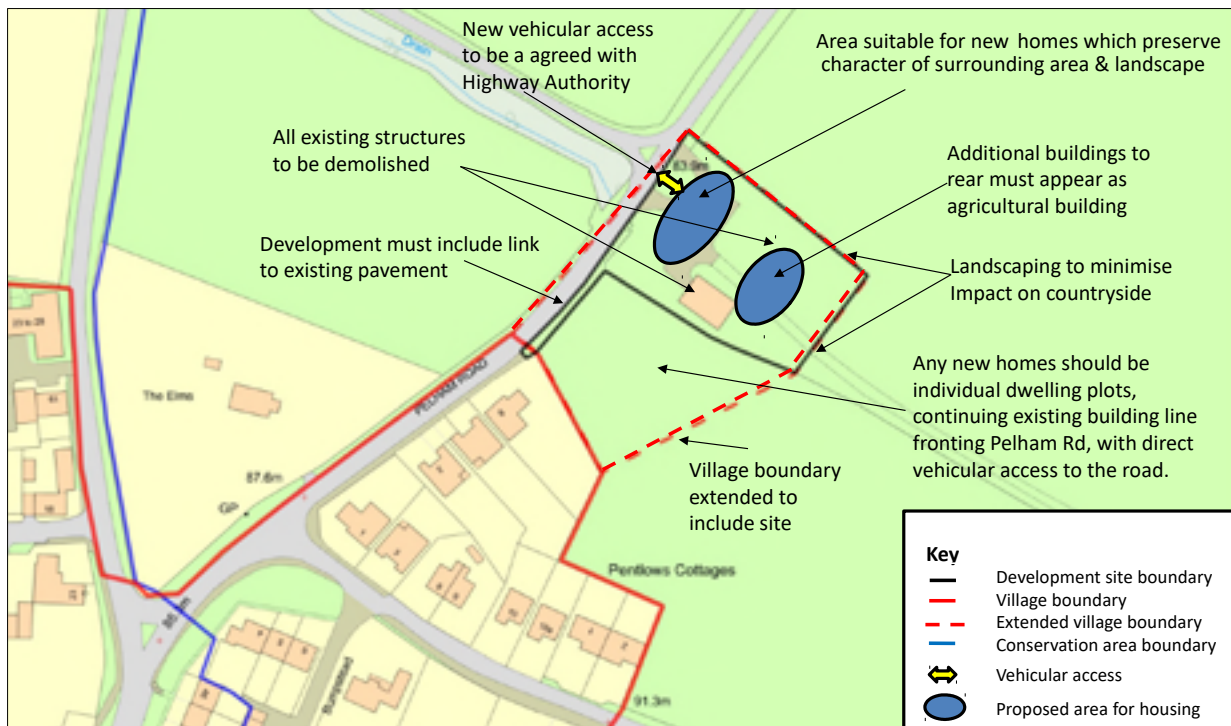 New vehicular access
to be a agreed with
Highway Authority
Area suitable for new homes which preserve
character of surrounding area & landscape
Drain
All existing structures
to be demolished
83.9m
Additional buildings to
rear must appear as
agricultural building
Development must include link
to existing pavement
Landscaping to minimise
Impact on countryside
Any new homes should be
individual dwelling plots,
continuing existing building line
fronting Pelham Rd, with direct
vehicular access to the road.
PELHAM ROAD
The Elms
87.6m
GP
Village boundary
extended to
include site
Pentlows Cottages
91.3m
Key
Development site boundary
Village boundary
Extended village boundary
Conservation area boundary
Vehicular access
Proposed area for housing